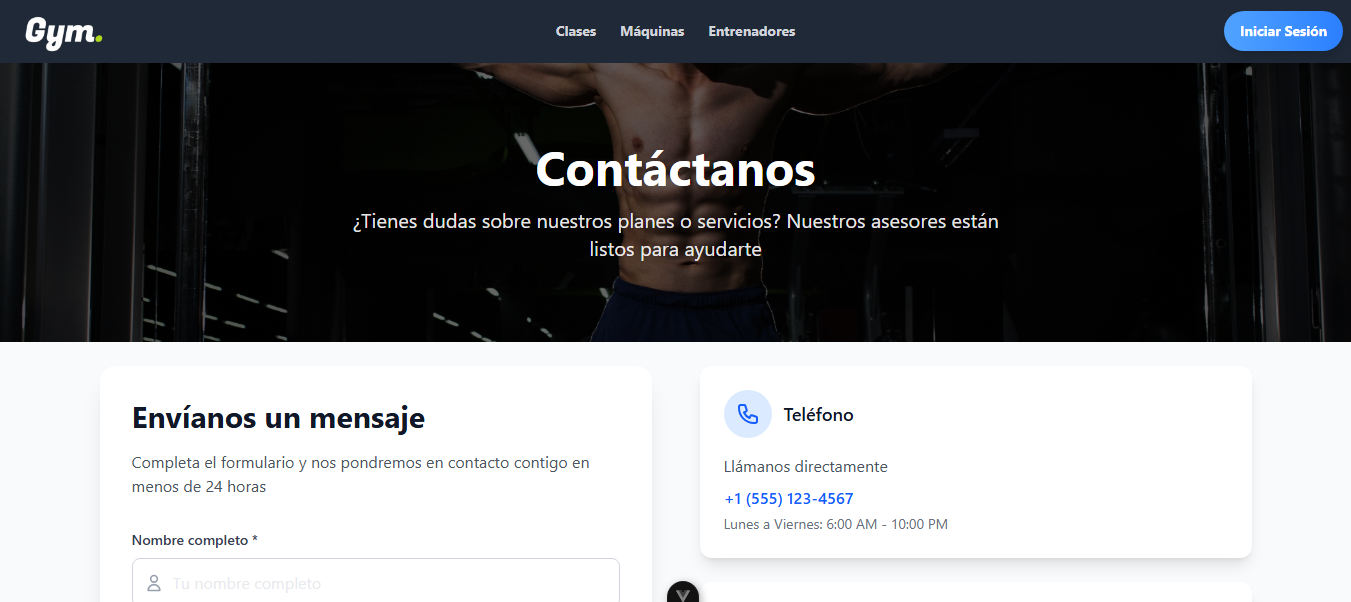 Gym.
Clases
Máquinas
Entrenadores
Iniciar Sesión
Contáctanos
¿Tienes dudas sobre nuestros planes o servicios? Nuestros asesores están
listos para ayudarte
Envíanos un mensaje
Completa el formulario y nos pondremos en contacto contigo en
menos de 24 horas
Nombre completo *
Tu nombre completo
Teléfono
Llámanos directamente
+1 (555) 123-4567
Lunes a Viernes: 6:00 AM - 10:00 PM